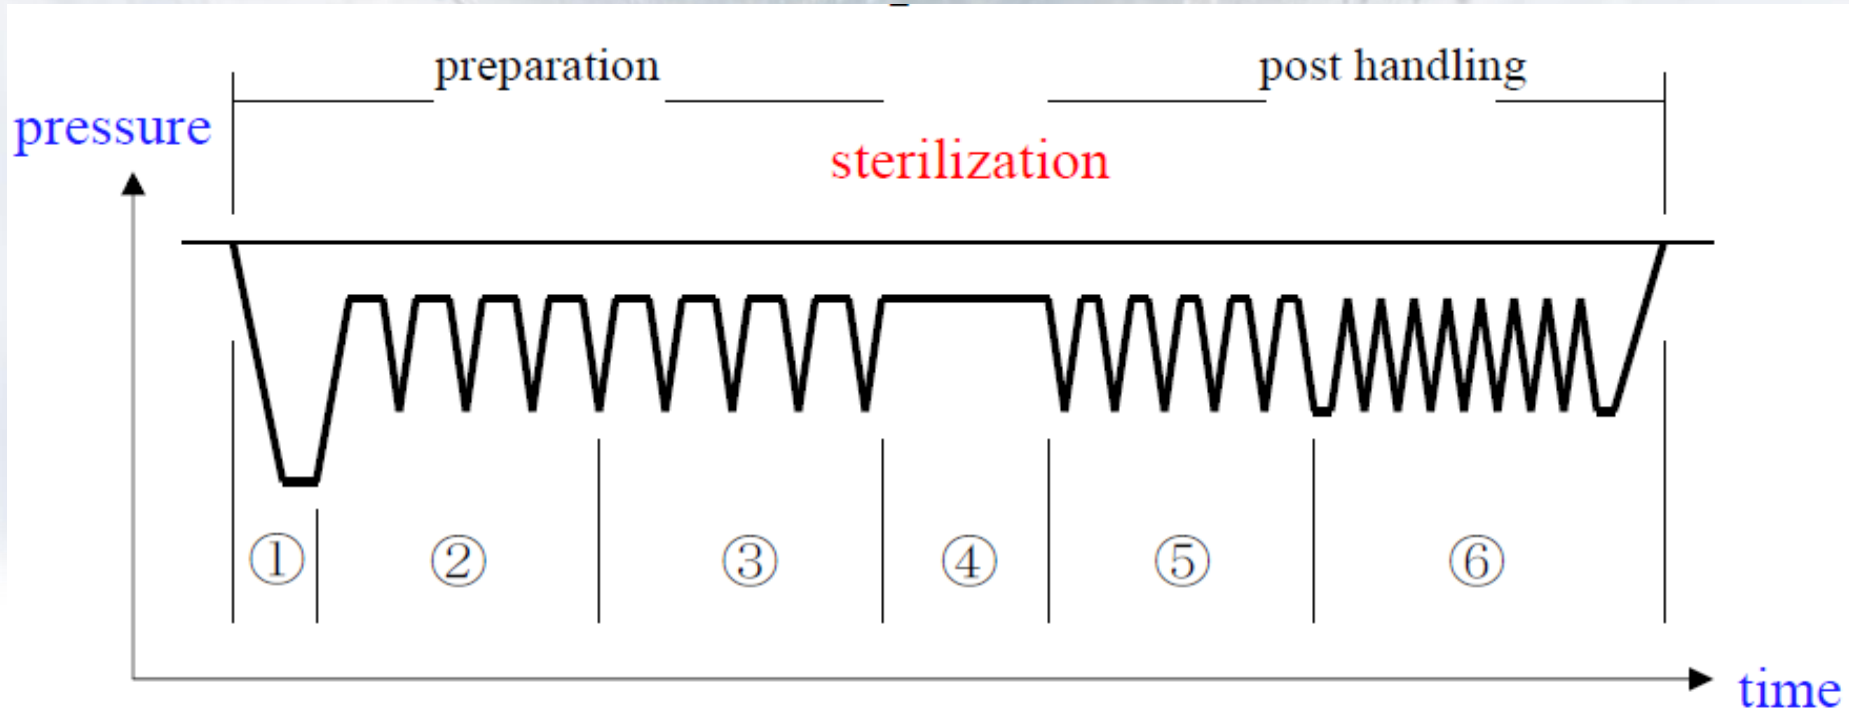 preparation
post handling
pressure
sterilization
① ② ③ ④ ⑤ ⑥
time